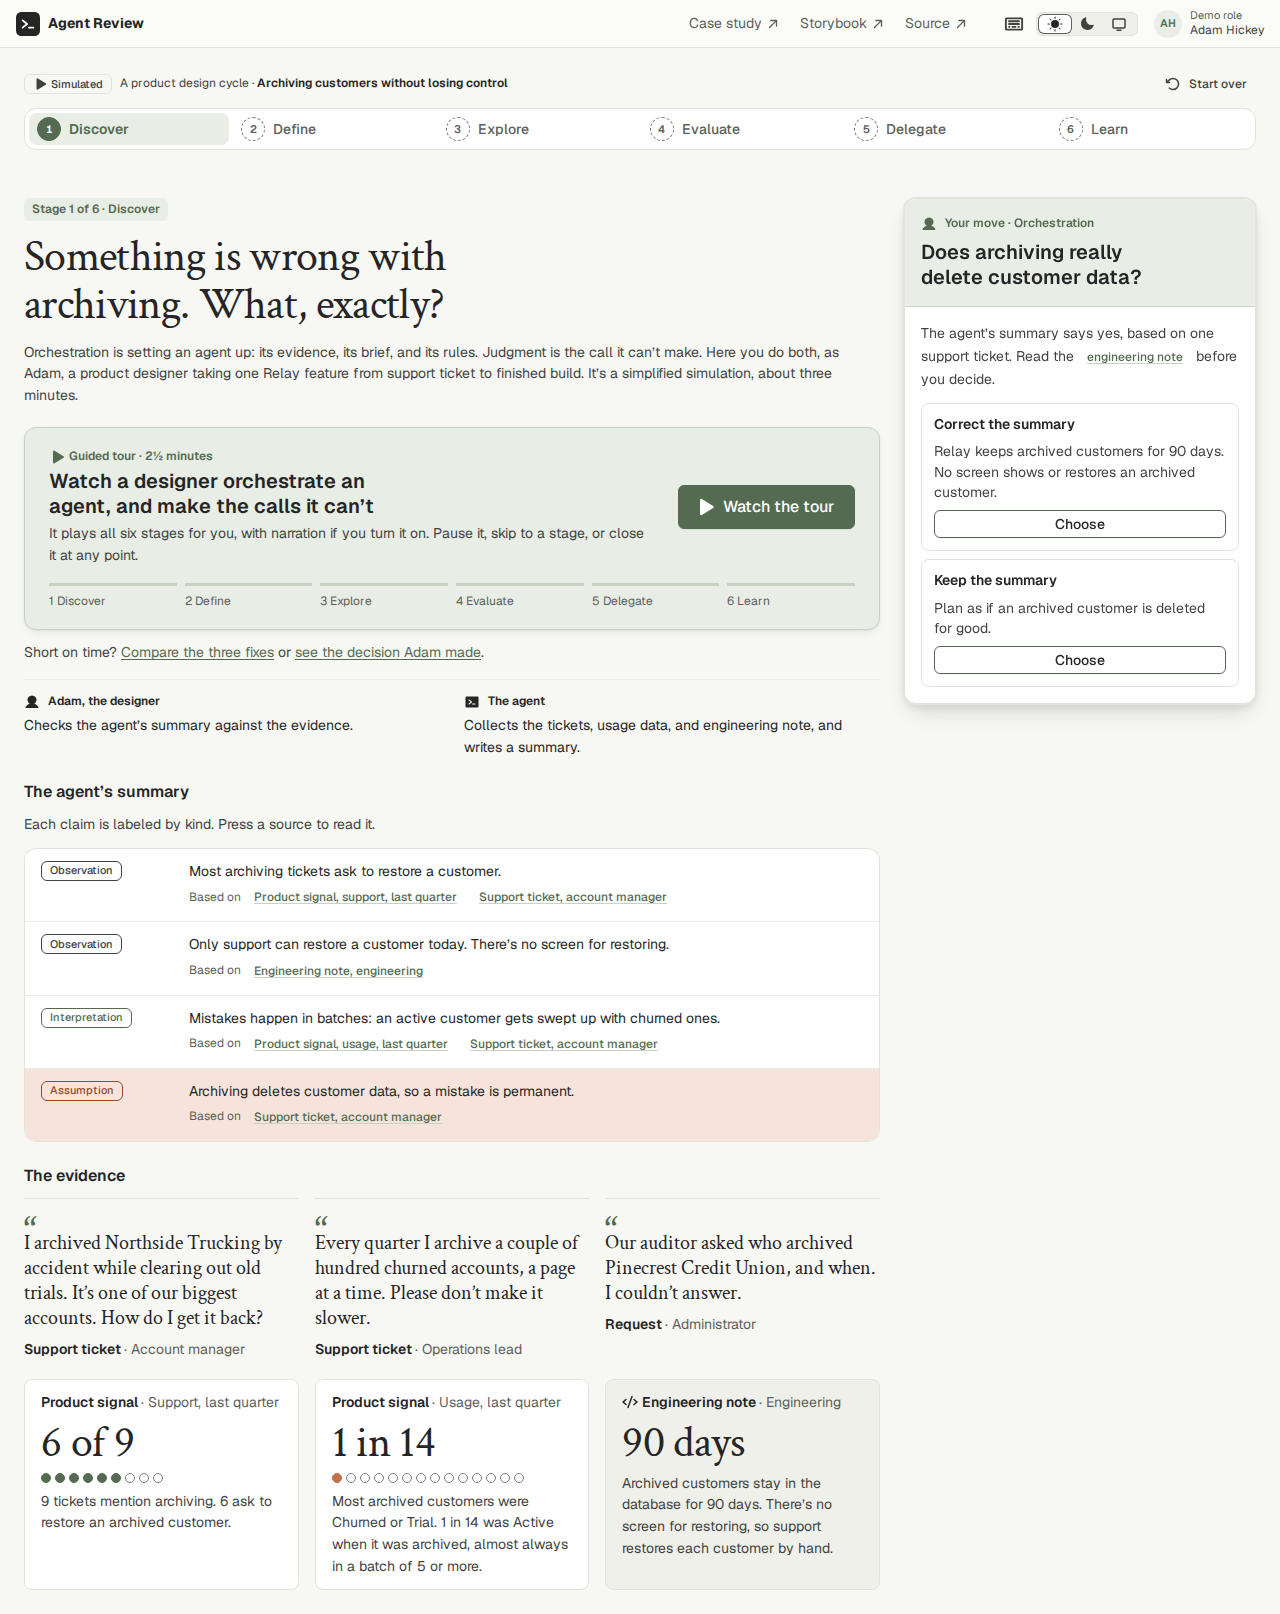 Agent Review
Case study
Storybook
Source
AH
Demo role
Adam Hickey
Simulated
A product design cycle · Archiving customers without losing control
Start over
1 Discover
2 Define
3 Explore
4 Evaluate
5 Delegate
6 Learn
Stage 1 of 6 · Discover
Something is wrong with
archiving. What, exactly?
Orchestration is setting an agent up: its evidence, its brief, and its rules. Judgment is the call it can’t make. Here you do both, as
Adam, a product designer taking one Relay feature from support ticket to finished build. It’s a simplified simulation, about three
minutes.
Guided tour · 2½ minutes
Watch a designer orchestrate an
agent, and make the calls it can’t
It plays all six stages for you, with narration if you turn it on. Pause it, skip to a stage, or close
it at any point.
Watch the tour
1 Discover
2 Define
3 Explore
4 Evaluate
5 Delegate
6 Learn
Short on time? Compare the three fixes or see the decision Adam made.
Adam, the designer
Checks the agent’s summary against the evidence.
The agent
Collects the tickets, usage data, and engineering note, and
writes a summary.
Your move · Orchestration
Does archiving really
delete customer data?
The agent’s summary says yes, based on one
support ticket. Read the engineering note before
you decide.
Correct the summary
Relay keeps archived customers for 90 days.
No screen shows or restores an archived
customer.
Choose
Keep the summary
Plan as if an archived customer is deleted
for good.
Choose
The agent’s summary
Each claim is labeled by kind. Press a source to read it.
Observation
Most archiving tickets ask to restore a customer.
Based on Product signal, support, last quarter Support ticket, account manager
Observation
Only support can restore a customer today. There’s no screen for restoring.
Based on Engineering note, engineering
Interpretation
Mistakes happen in batches: an active customer gets swept up with churned ones.
Based on Product signal, usage, last quarter Support ticket, account manager
Assumption
Archiving deletes customer data, so a mistake is permanent.
Based on Support ticket, account manager
The evidence
“
I archived Northside Trucking by
accident while clearing out old
trials. It’s one of our biggest
accounts. How do I get it back?
Support ticket · Account manager
“
Every quarter I archive a couple of
hundred churned accounts, a page
at a time. Please don’t make it
slower.
Support ticket · Operations lead
“
Our auditor asked who archived
Pinecrest Credit Union, and when.
I couldn’t answer.
Request · Administrator
Product signal · Support, last quarter
6 of 9
9 tickets mention archiving. 6 ask to
restore an archived customer.
Product signal · Usage, last quarter
1 in 14
Most archived customers were
Churned or Trial. 1 in 14 was Active
when it was archived, almost always
in a batch of 5 or more.
Engineering note · Engineering
90 days
Archived customers stay in the
database for 90 days. There’s no
screen for restoring, so support
restores each customer by hand.